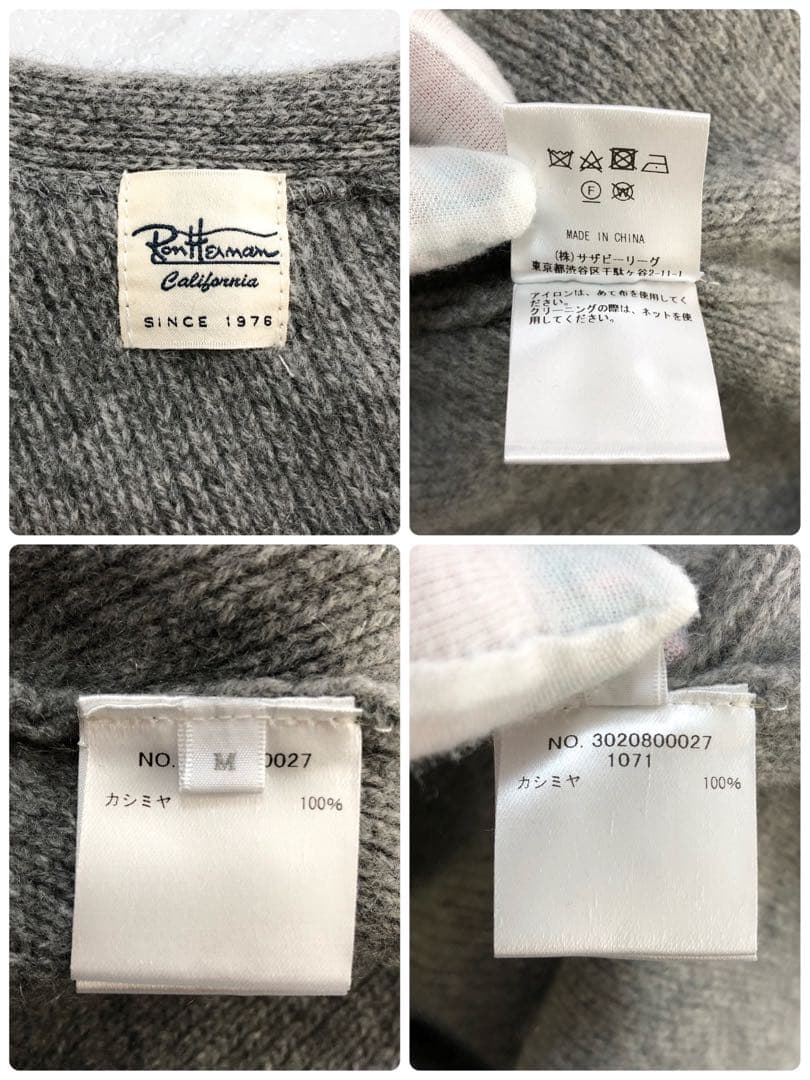 Ron Herman
California
SINCE 1976
F
W
MADE IN CHINA
(株)サザビーリーグ
東京都渋谷区千駄ヶ谷2-11-1
アイロンは、あて布を使用してく
ださい。
クリーニングの際は、ネットを使
用してください。
NO.
0027
M
カシミヤ 100%
NO. 3020800027
1071
カシミヤ 100%